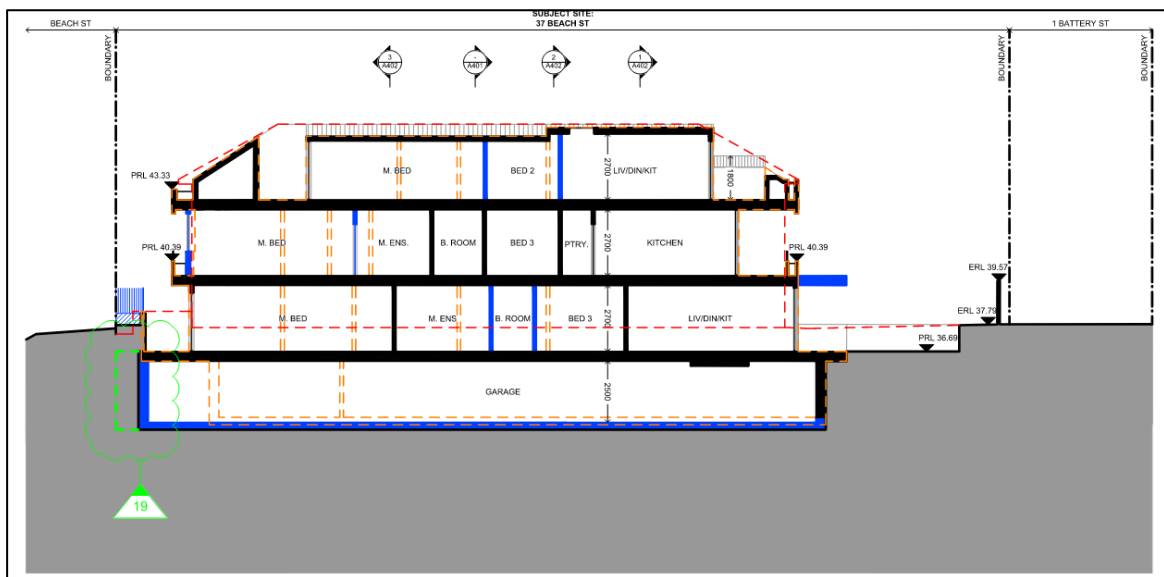 BEACH ST
SUBJECT SITE:
37 BEACH ST
1 BATTERY ST
BOUNDARY
BOUNDARY
BOUNDARY
3
A402
-
A401
2
A402
1
A402
M. BED
BED 2
LIV/DIN/KIT
2700
1800
PRL 43.33
M. BED
M. ENS.
B. ROOM
BED 3
PTRY.
KITCHEN
2700
PRL 40.39
PRL 40.39
ERL 39.57
M. BED
M. ENS
B. ROOM
BED 3
LIV/DIN/KIT
2700
ERL 37.79
PRL 36.69
GARAGE
2500
19